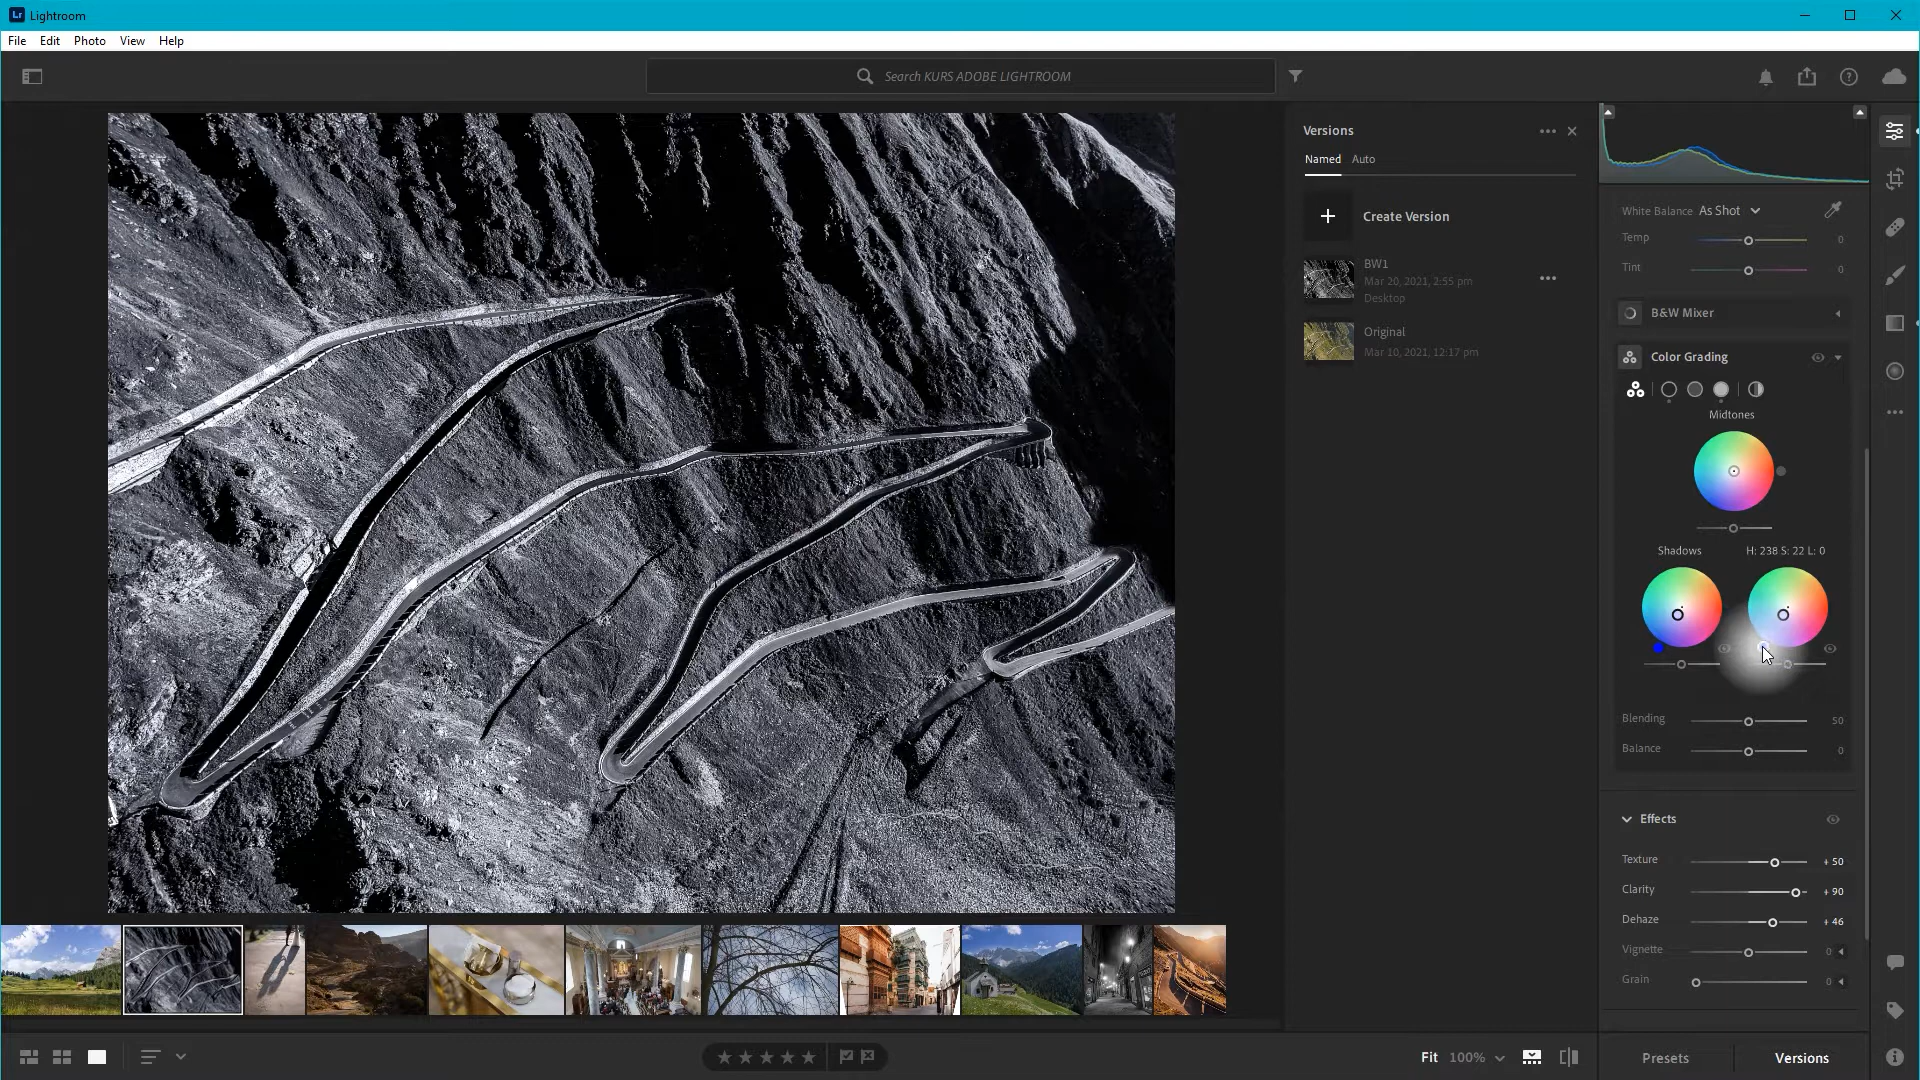 Lr Lightroom
File Edit Photo View Help
Search KURS ADOBE LIGHTROOM
Versions
Named Auto
Create Version
BW1
Mar 20, 2021, 2:55 pm
Desktop
Original
Mar 10, 2021, 12:17 pm
White Balance As Shot
Temp 0
Tint 0
B&W Mixer
Color Grading
Midtones
Shadows H: 238 S: 22 L: 0
Blending 50
Balance 0
Effects
Texture + 50
Clarity + 90
Dehaze + 46
Vignette 0
Grain 0
Fit 100%
Presets Versions